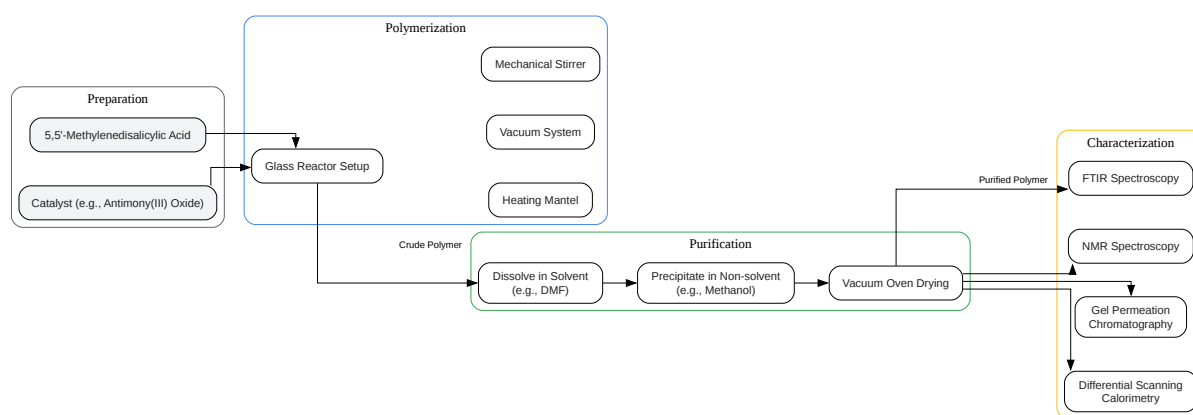 Preparation
5,5'-Methylenedisalicylic Acid
Catalyst (e.g., Antimony(III) Oxide)
Polymerization
Mechanical Stirrer
Vacuum System
Glass Reactor Setup
Heating Mantel
Crude Polymer
Purification
Dissolve in Solvent
(e.g., DMF)
Precipitate in Non-solvent
(e.g., Methanol)
Vacuum Oven Drying
Purified Polymer
Characterization
FTIR Spectroscopy
NMR Spectroscopy
Gel Permeation
Chromatography
Differential Scanning
Calorimetry